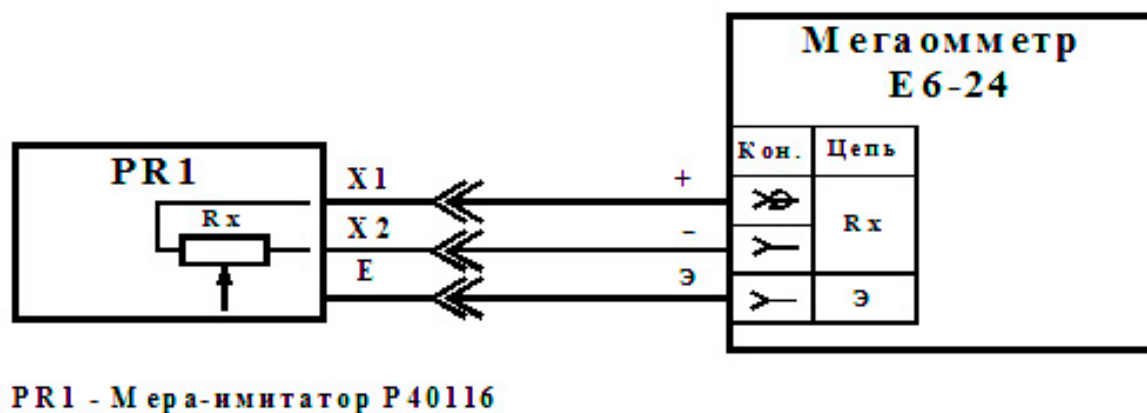 Мегаомметр
Е6-24
Кон. Цепь
PR1
X1 +
Rx
Rx
X2 -
E Э Э
PR1 - Мера-имитатор Р40116